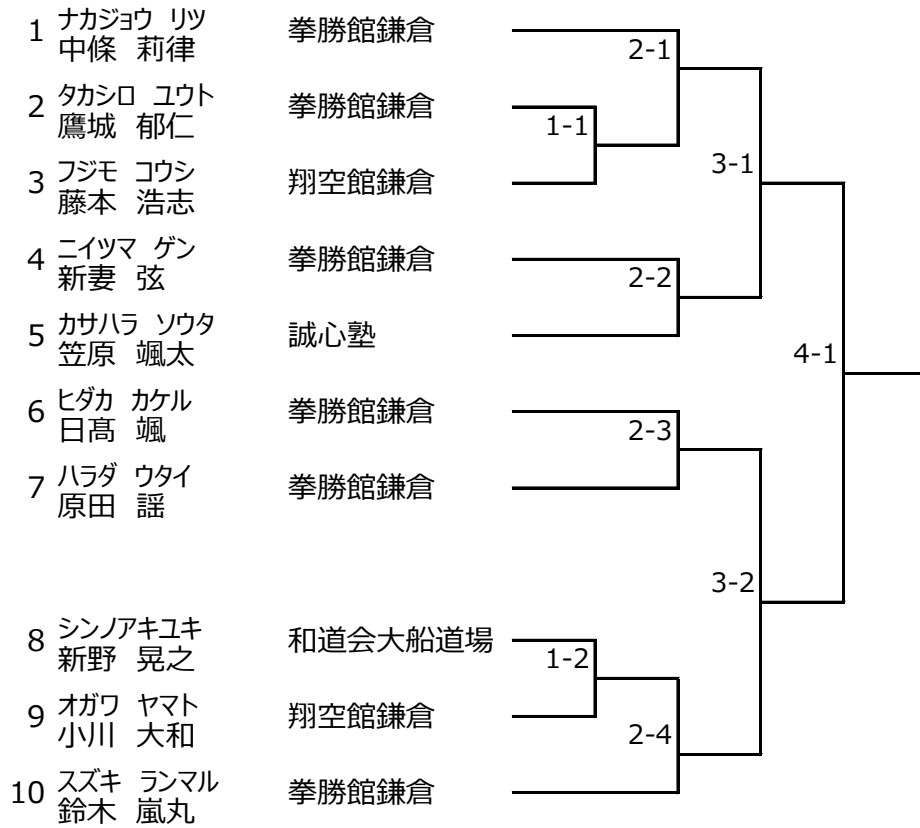 ナカジョウ リツ
1 中條 莉律 拳勝館鎌倉
2-1
タカシロ ユウト
2 鷹城 郁仁 拳勝館鎌倉
1-1
フジモ コウシ
3 藤本 浩志 翔空館鎌倉
3-1
ニイツマ ゲン
4 新妻 弦 拳勝館鎌倉
2-2
カサハラ ソウタ
5 笠原 颯太 誠心塾
4-1
ヒダカ カケル
6 日髙 颯 拳勝館鎌倉
2-3
ハラダ ウタイ
7 原田 謡 拳勝館鎌倉
3-2
シンノアキユキ
8 新野 晃之 和道会大船道場
1-2
オガワ ヤマト
9 小川 大和 翔空館鎌倉
2-4
スズキ ランマル
10 鈴木 嵐丸 拳勝館鎌倉